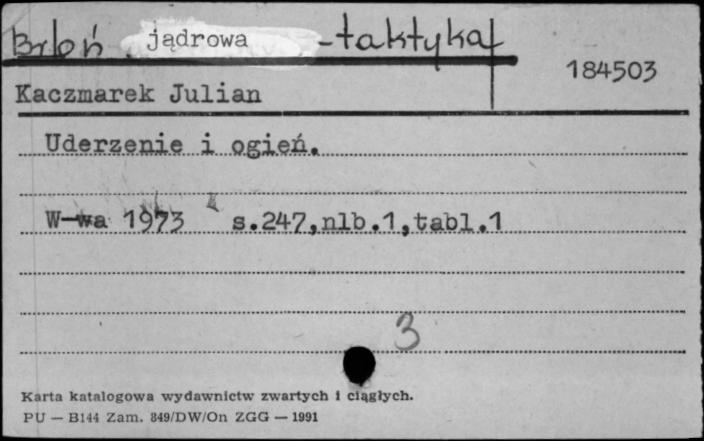 Broń jądrowa - taktyka
184503
Kaczmarek Julian
Uderzenie i ogień.
W-wa 1973 s.247,nlb.1,tabl.1
3
Karta katalogowa wydawnictw zwartych i ciągłych.
PU — B144 Zam. 849/DW/On ZGG — 1991